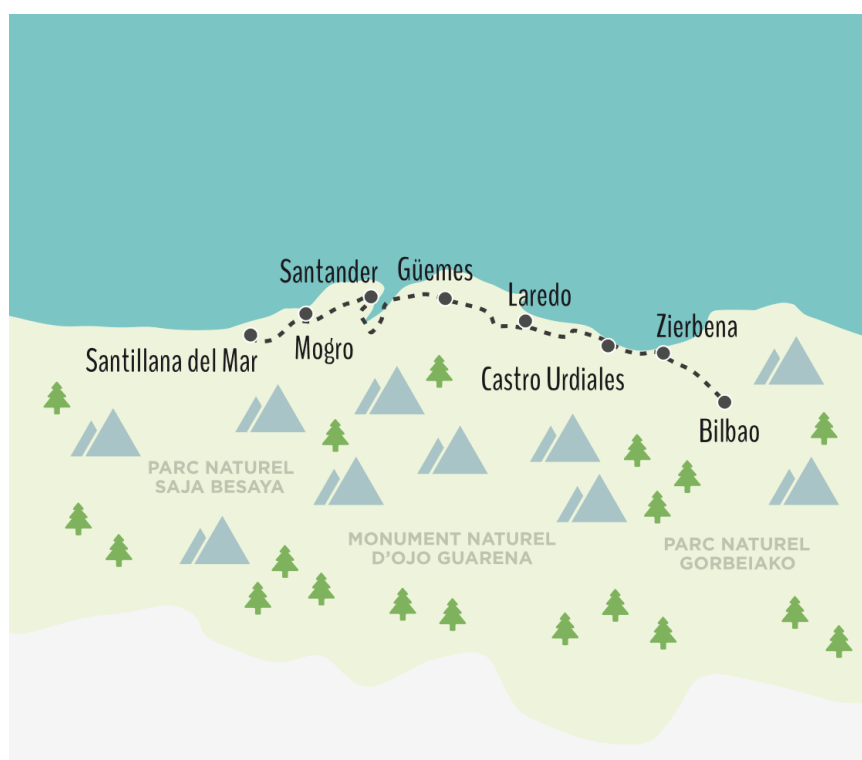 Santander
Güemes
Laredo
Zierbena
Santillana del Mar
Mogro
Castro Urdiales
Bilbao
PARC NATUREL
SAJA BESAYA
MONUMENT NATUREL
D'OJO GUARENA
PARC NATUREL
GORBEIAKO